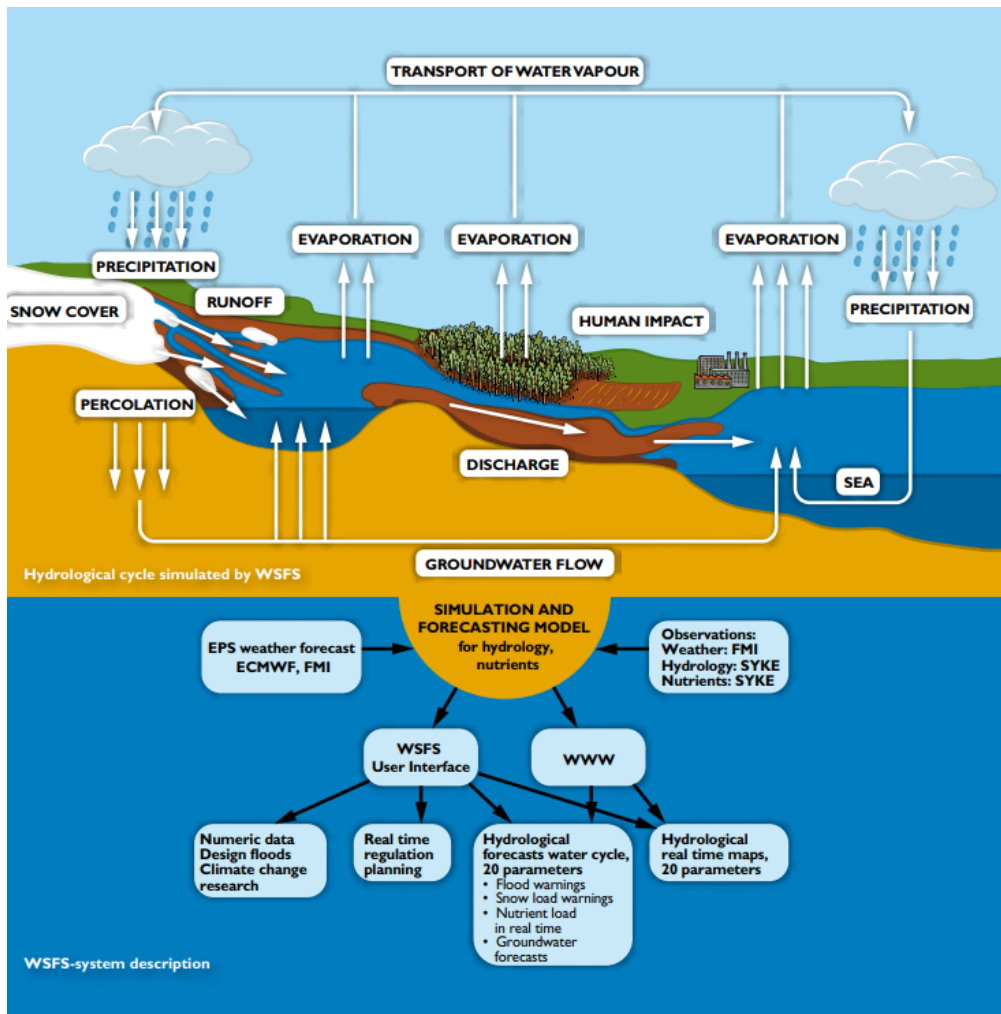 TRANSPORT OF WATER VAPOUR
EVAPORATION
EVAPORATION
EVAPORATION
PRECIPITATION
RUNOFF
SNOW COVER
HUMAN IMPACT
PRECIPITATION
PERCOLATION
DISCHARGE
SEA
GROUNDWATER FLOW
Hydrological cycle simulated by WSFS
SIMULATION AND
FORECASTING MODEL
for hydrology,
nutrients
EPS weather forecast
ECMWF, FMI
Observations:
Weather: FMI
Hydrology: SYKE
Nutrients: SYKE
WSFS
User Interface
WWW
Numeric data
Design floods
Climate change
research
Real time
regulation
planning
Hydrological
forecasts water cycle,
20 parameters
• Flood warnings
• Snow load warnings
• Nutrient load
in real time
• Groundwater
forecasts
Hydrological
real time maps,
20 parameters
WSFS-system description